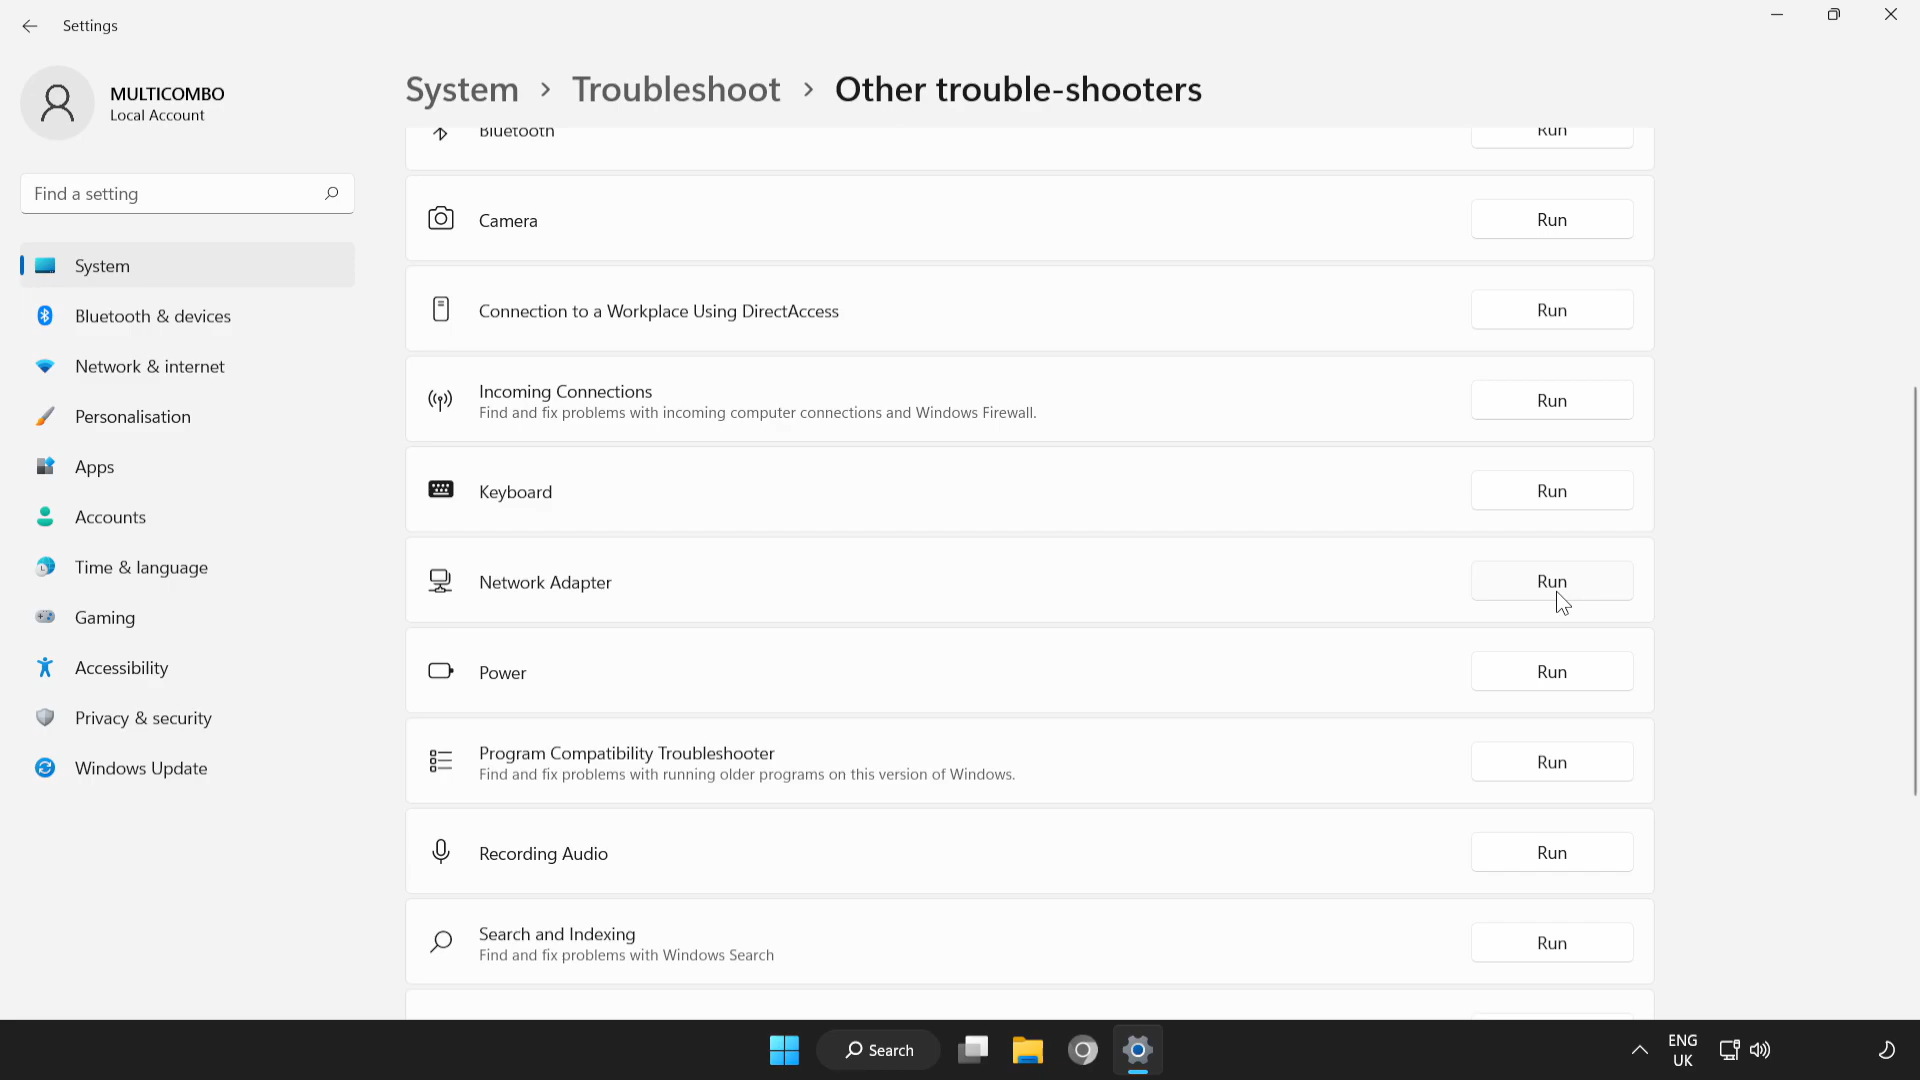 Settings
MULTICOMBO
Local Account
Find a setting
System
Bluetooth & devices
Network & internet
Personalisation
Apps
Accounts
Time & language
Gaming
Accessibility
Privacy & security
Windows Update
System > Troubleshoot > Other trouble-shooters
Bluetooth Run
Camera Run
Connection to a Workplace Using DirectAccess Run
Incoming Connections
Find and fix problems with incoming computer connections and Windows Firewall.
Run
Keyboard Run
Network Adapter Run
Power Run
Program Compatibility Troubleshooter
Find and fix problems with running older programs on this version of Windows.
Run
Recording Audio Run
Search and Indexing
Find and fix problems with Windows Search
Run
Search
ENG
UK